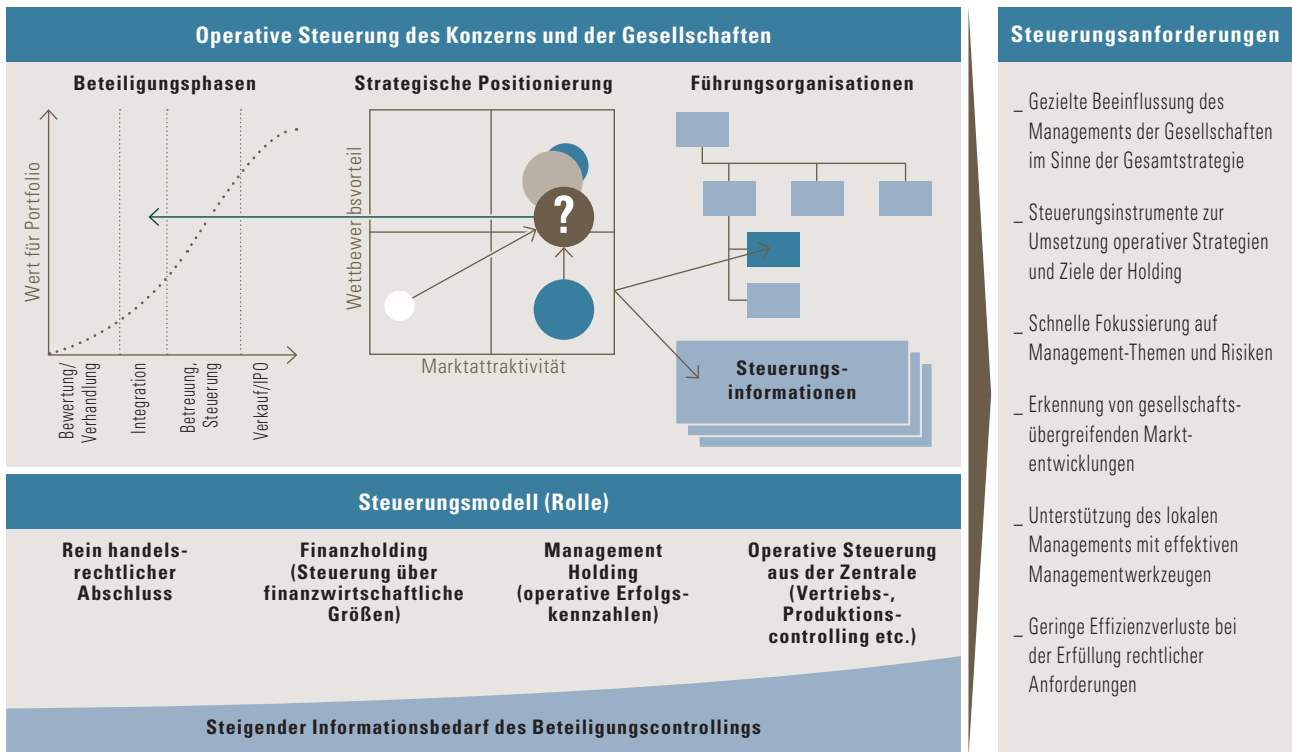 Operative Steuerung des Konzerns und der Gesellschaften
Beteiligungsphasen
Wert für Portfolio
Bewertung/
Verhandlung
Integration
Betreuung,
Steuerung
Verkauf/IPO
Strategische Positionierung
Wettbewerbsvorteil
?
Marktattraktivität
Führungsorganisationen
Steuerungs-
informationen
Steuerungsmodell (Rolle)
Rein handels-
rechtlicher
Abschluss
Finanzholding
(Steuerung über
finanzwirtschaftliche
Größen)
Management
Holding
(operative Erfolgs-
kennzahlen)
Operative Steuerung
aus der Zentrale
(Vertriebs-,
Produktions-
controlling etc.)
Steigender Informationsbedarf des Beteiligungscontrollings
Steuerungsanforderungen
_ Gezielte Beeinflussung des
Managements der Gesellschaften
im Sinne der Gesamtstrategie
_ Steuerungsinstrumente zur
Umsetzung operativer Strategien
und Ziele der Holding
_ Schnelle Fokussierung auf
Management-Themen und Risiken
_ Erkennung von gesellschafts-
übergreifenden Markt-
entwicklungen
_ Unterstützung des lokalen
Managements mit effektiven
Managementwerkzeugen
_ Geringe Effizienzverluste bei
der Erfüllung rechtlicher
Anforderungen